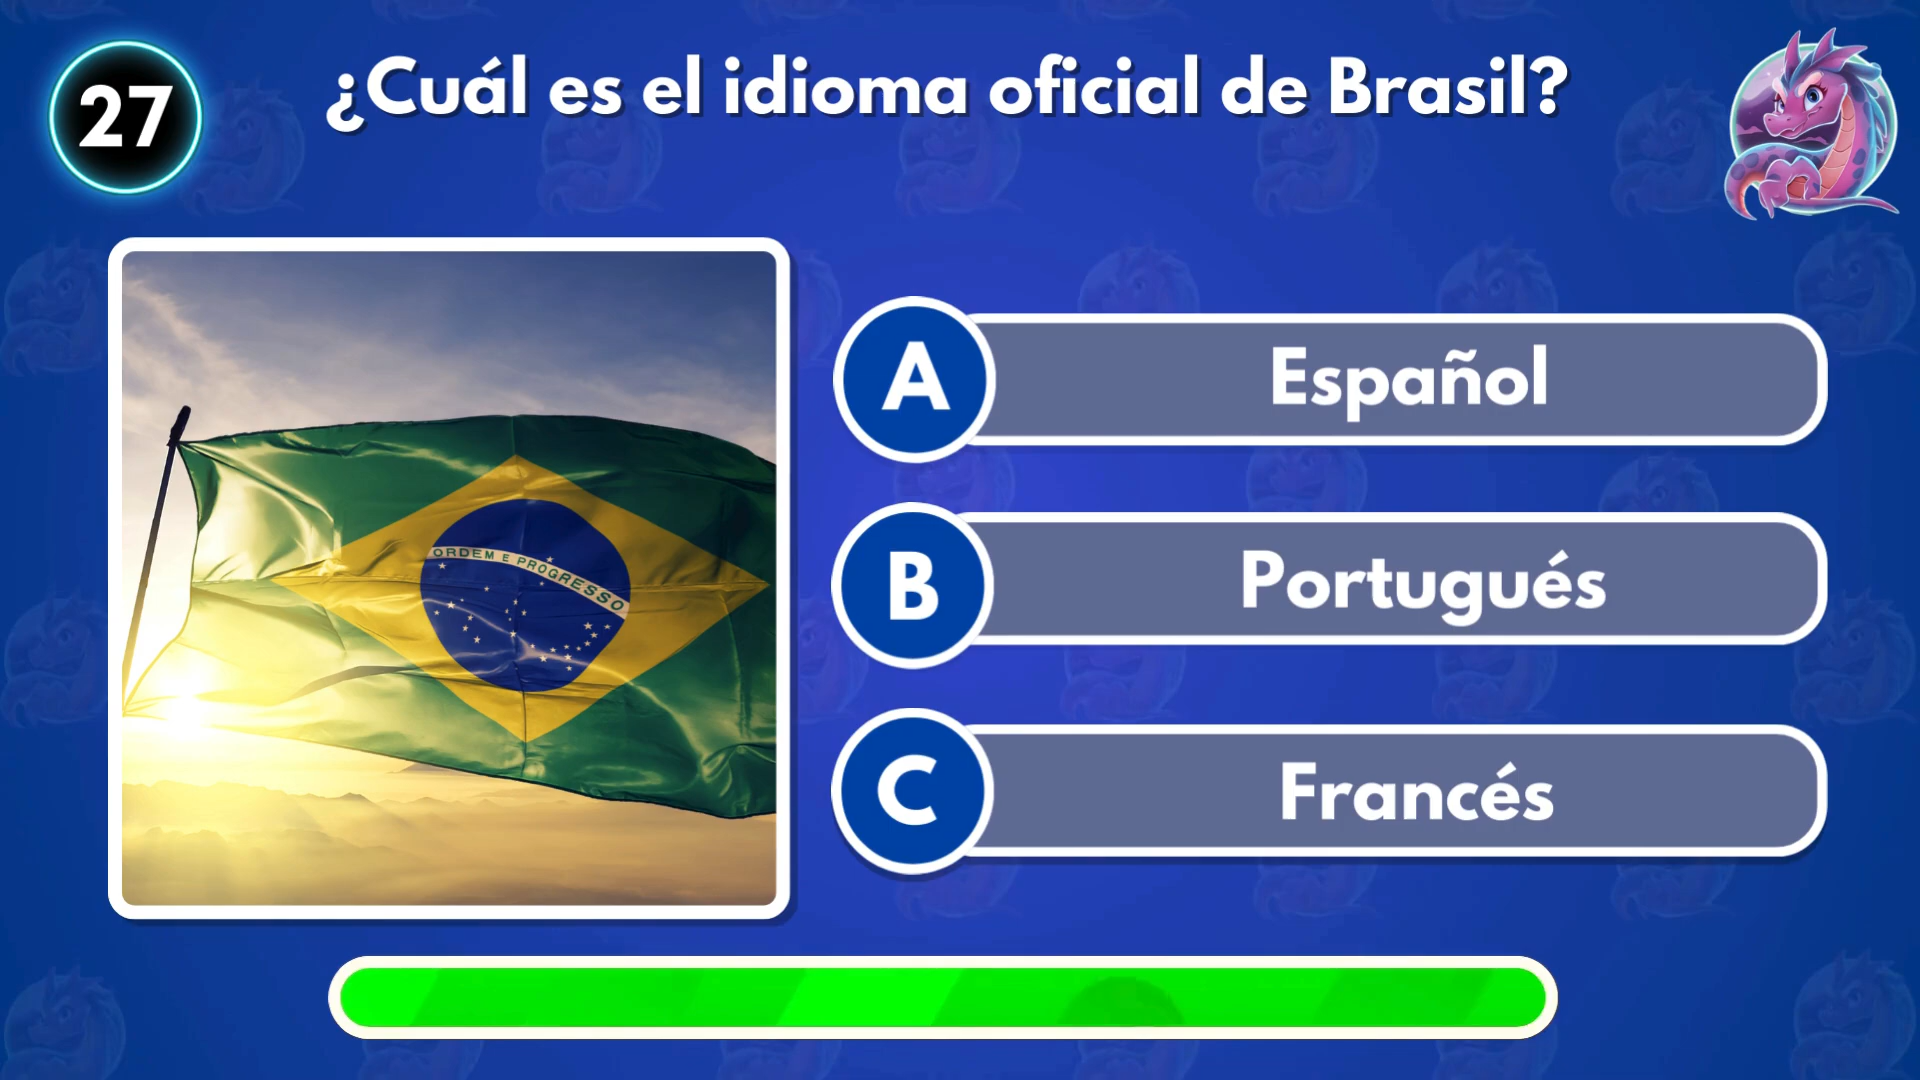 27
¿Cuál es el idioma oficial de Brasil?
ORDEM E PROGRESSO
A
Español
B
Portugués
C
Francés